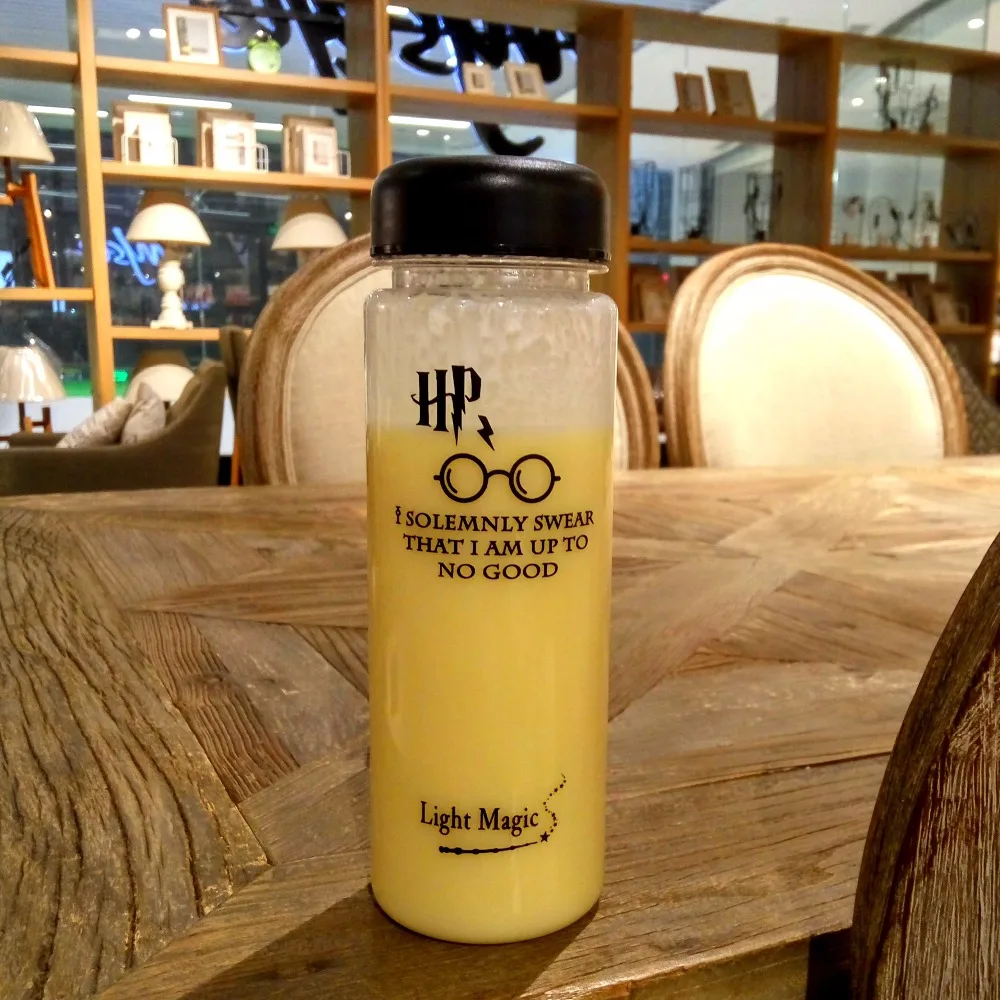 HP
I SOLEMNLY SWEAR
THAT I AM UP TO
NO GOOD
Light Magic